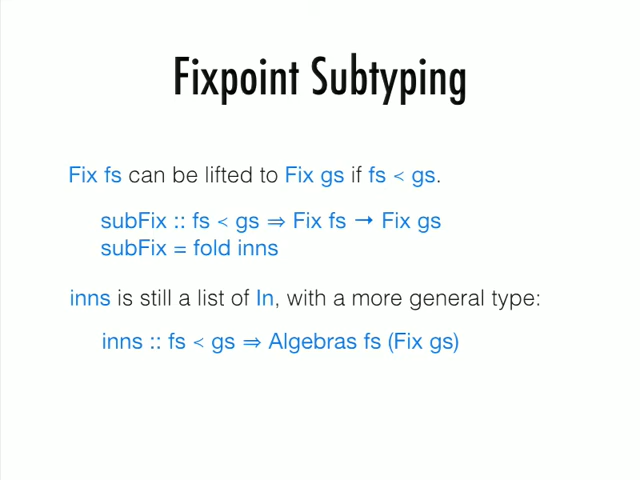 Fixpoint Subtyping
Fix fs can be lifted to Fix gs if fs ≺ gs.
subFix :: fs ≺ gs ⇒ Fix fs → Fix gs
subFix = fold inns
inns is still a list of In, with a more general type:
inns :: fs ≺ gs ⇒ Algebras fs (Fix gs)